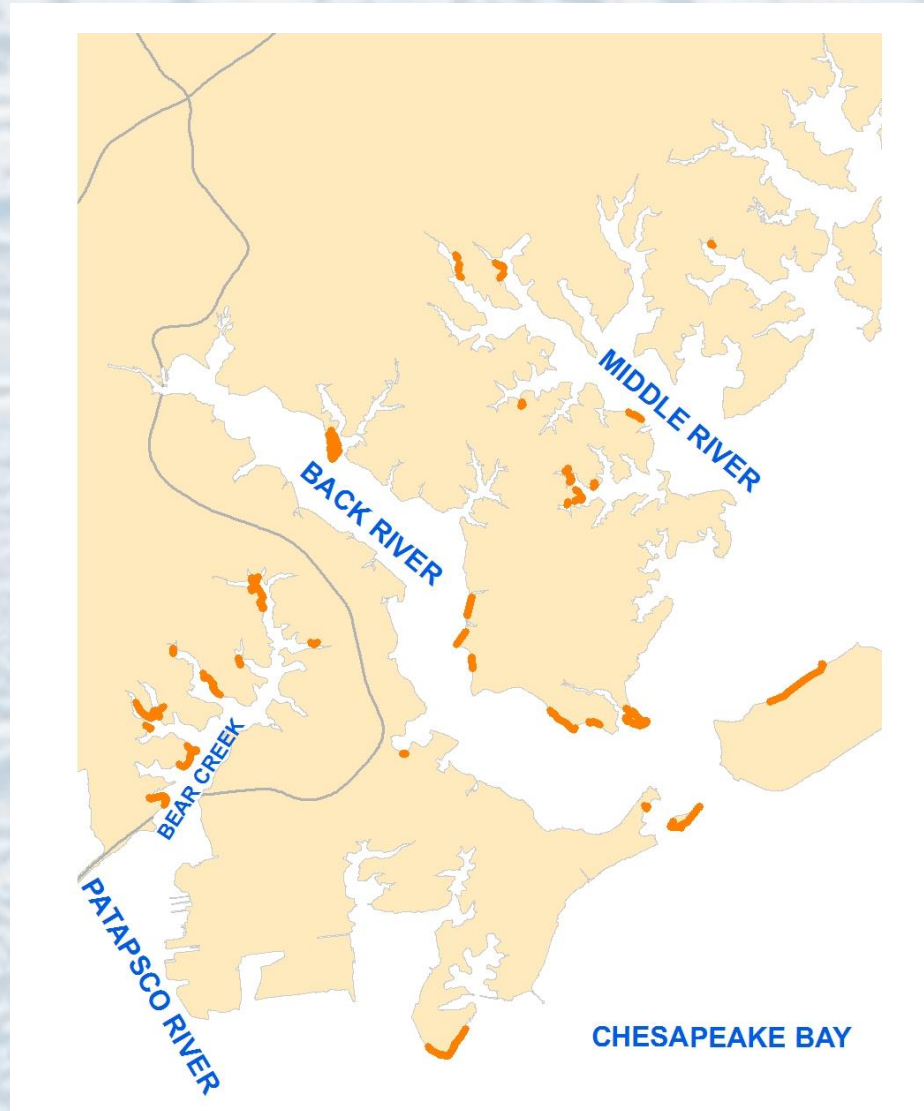 MIDDLE RIVER
BACK RIVER
BEAR CREEK
PATAPSCO RIVER
CHESAPEAKE BAY